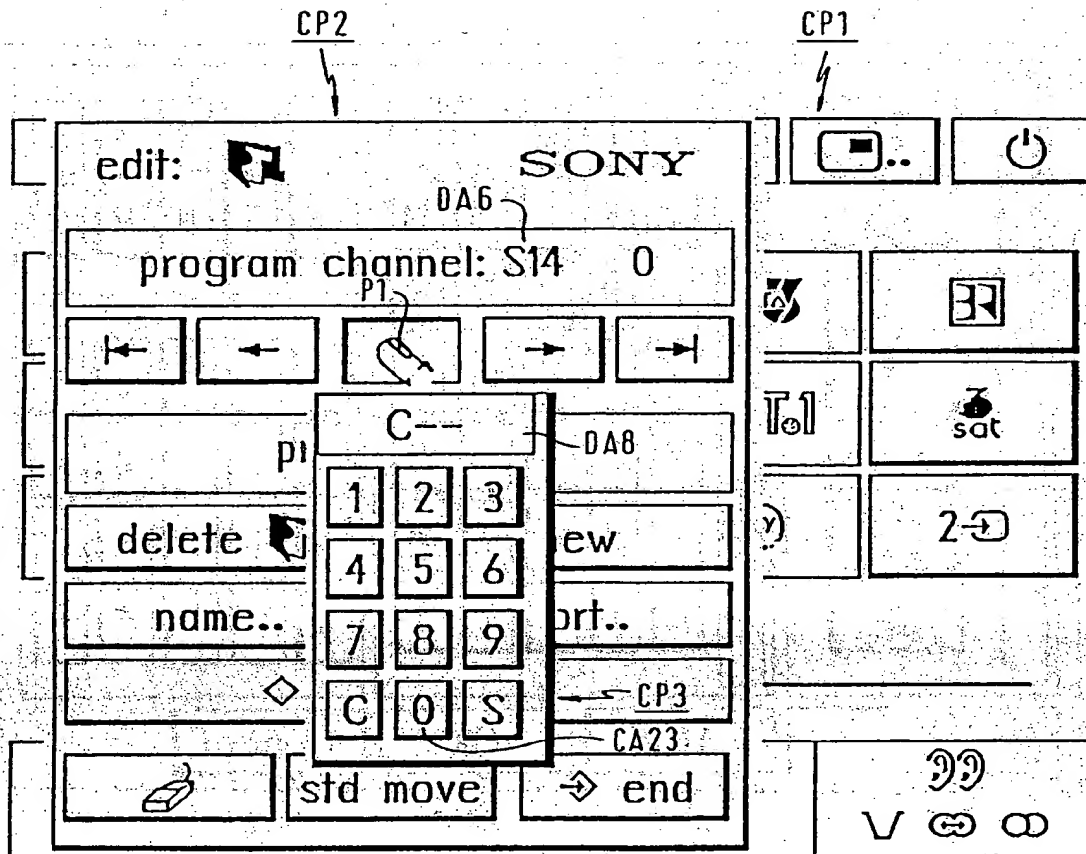 CP2 CP1
edit: SONY
DA6
program channel: S14 0
P1
C-- DA8
sat
1 2 3
delete
4 5 6
2
name..
7 8 9
ort..
C 0 S
CP3
CA23
std move end